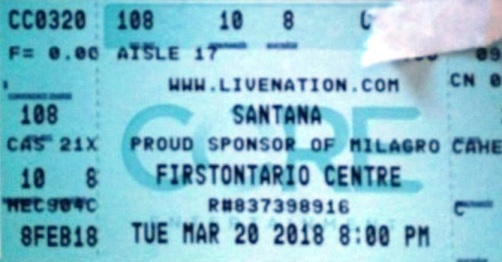 CC0320 108 10 8
F= 0.00 AISLE 17 09
WWW.LIVENATION.COM CN 0
108 SANTANA
CAS 21X PROUD SPONSOR OF MILAGRO CAHE
10 8 FIRSTONTARIO CENTRE
MEC904C R#837398916 C
8FEB18 TUE MAR 20 2018 8:00 PM